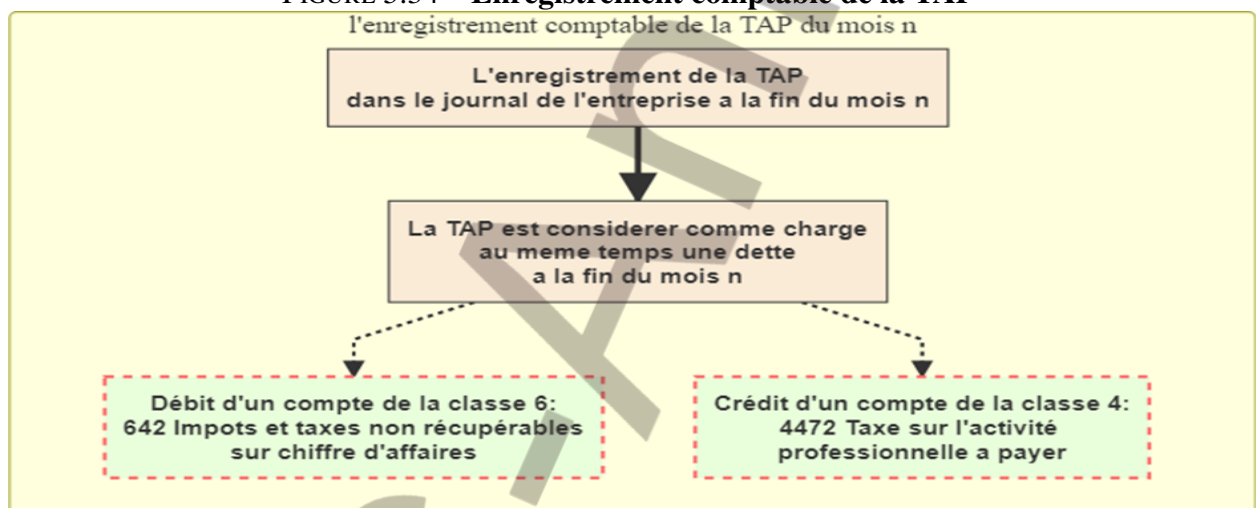 l'enregistrement comptable de la TAP du mois n
L'enregistrement de la TAP
dans le journal de l'entreprise a la fin du mois n
La TAP est considerer comme charge
au meme temps une dette
a la fin du mois n
Débit d'un compte de la classe 6:
642 Impots et taxes non récupérables
sur chiffre d'affaires
Crédit d'un compte de la classe 4:
4472 Taxe sur l'activité
professionnelle a payer